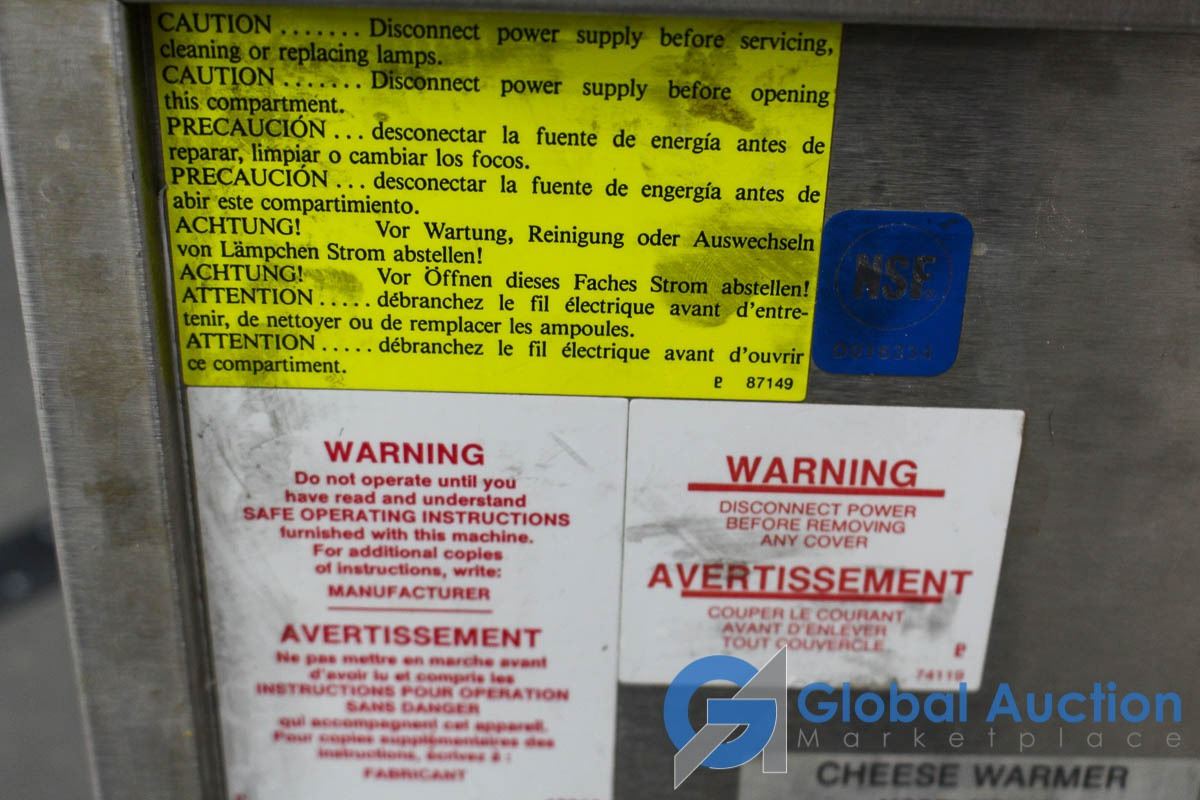 CAUTION ....... Disconnect power supply before servicing,
cleaning or replacing lamps.
CAUTION ....... Disconnect power supply before opening
this compartment.
PRECAUCIÓN ... desconectar la fuente de energía antes de
reparar, limpiar o cambiar los focos.
PRECAUCIÓN ... desconectar la fuente de engergía antes de
abir este compartimiento.
ACHTUNG! Vor Wartung, Reinigung oder Auswechseln
von Lämpchen Strom abstellen!
ACHTUNG! Vor Öffnen dieses Faches Strom abstellen!
ATTENTION ..... débranchez le fil électrique avant d'entre-
tenir, de nettoyer ou de remplacer les ampoules.
ATTENTION ..... débranchez le fil électrique avant d'ouvrir
ce compartiment.
87149
NSF
WARNING
Do not operate until you
have read and understand
SAFE OPERATING INSTRUCTIONS
furnished with this machine.
For additional copies
of instructions, write:
MANUFACTURER
AVERTISSEMENT
Ne pas mettre en marche avant
d'avoir lu et compris les
INSTRUCTIONS POUR OPERATION
SANS DANGER
qui accompagnent cet appareil.
Pour copies supplémentaires des
instructions, écrivez à :
FABRICANT
WARNING
DISCONNECT POWER
BEFORE REMOVING
ANY COVER
AVERTISSEMENT
COUPER LE COURANT
AVANT D'ENLEVER
TOUT COUVERCLE
74119
Global Auction
Marketplace
CHEESE WARMER